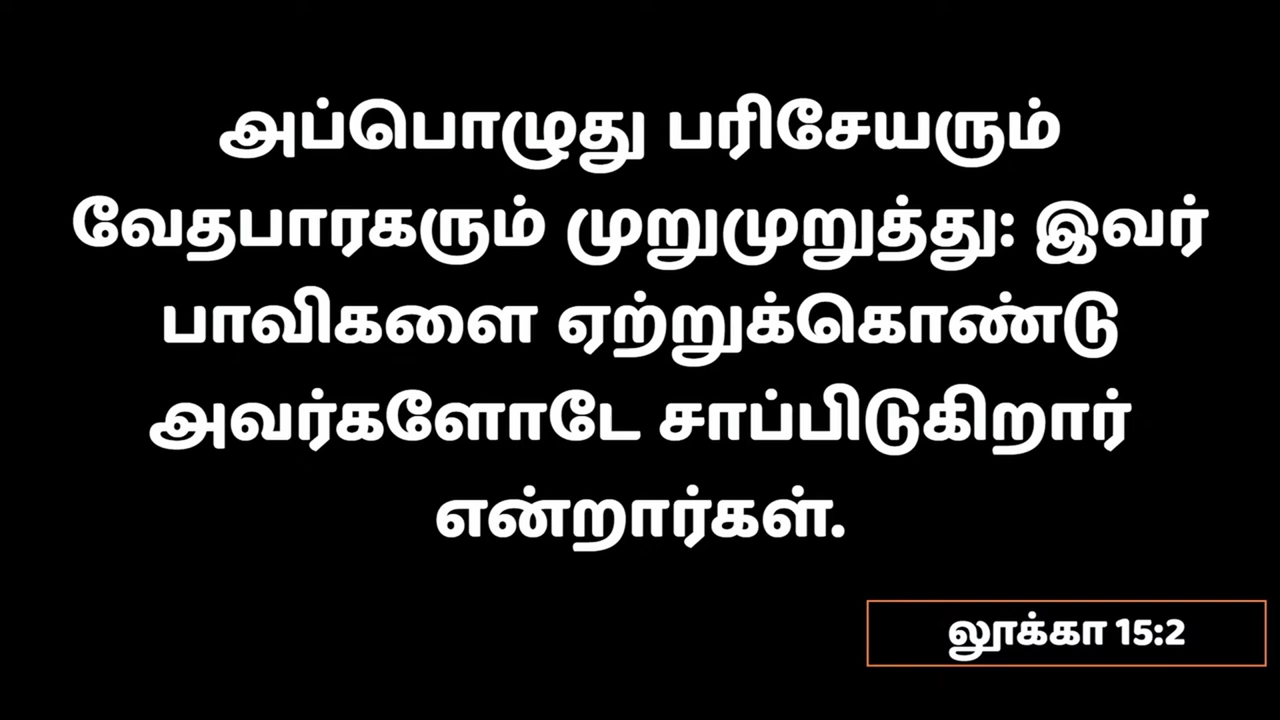 அப்பொழுது பரிசேயரும்
வேதபாரகரும் முறுமுறுத்து: இவர்
பாவிகளை ஏற்றுக்கொண்டு
அவர்களோடே சாப்பிடுகிறார்
என்றார்கள்.
லூக்கா 15:2